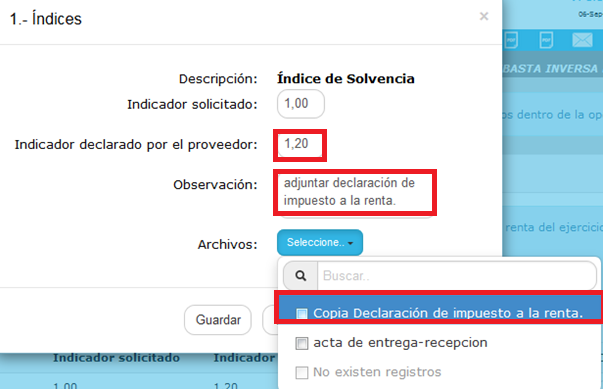 1.- Índices
×
06-Sep
PDF PDF
BASTA INVERSA
Descripción: Índice de Solvencia
Indicador solicitado: 1,00
os dentro de la op
Indicador declarado por el proveedor: 1,20
Observación: adjuntar declaración de
impuesto a la renta.
renta del ejercicio
Archivos: Seleccione..
Buscar..
Guardar
Copia Declaración de impuesto a la renta.
acta de entrega-recepcion
No existen registros
Indicador solicitado Indicador
1,00 1,20